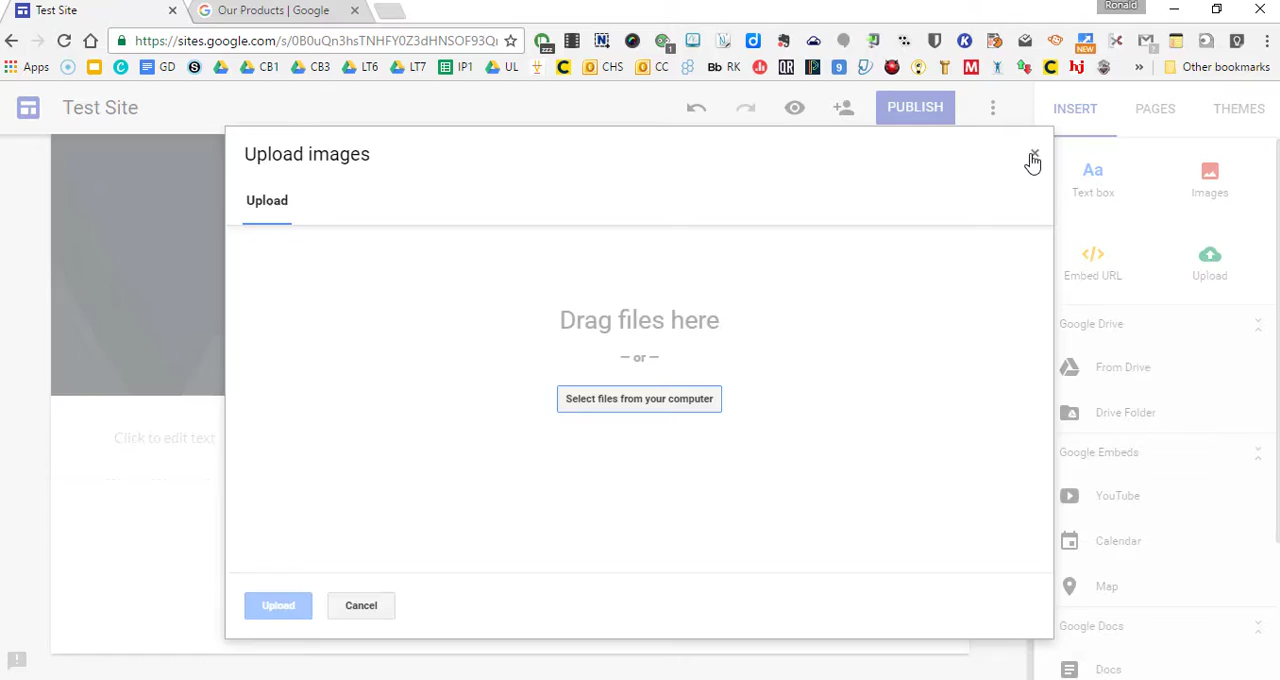 Test Site
Our Products | Google
Ronald
https://sites.google.com/s/0B0uQn3hsTNHFY0Z3dHNSOF93Q
Apps GD CB1 CB3 LT6 LT7 IP1 UL CHS CC RK Other bookmarks
Test Site
PUBLISH
INSERT PAGES THEMES
Upload images
Upload
Drag files here
— or —
Select files from your computer
Upload Cancel
Click to edit text
Aa
Text box
Images
Embed URL
Upload
Google Drive
From Drive
Drive Folder
Google Embeds
YouTube
Calendar
Map
Google Docs
Docs